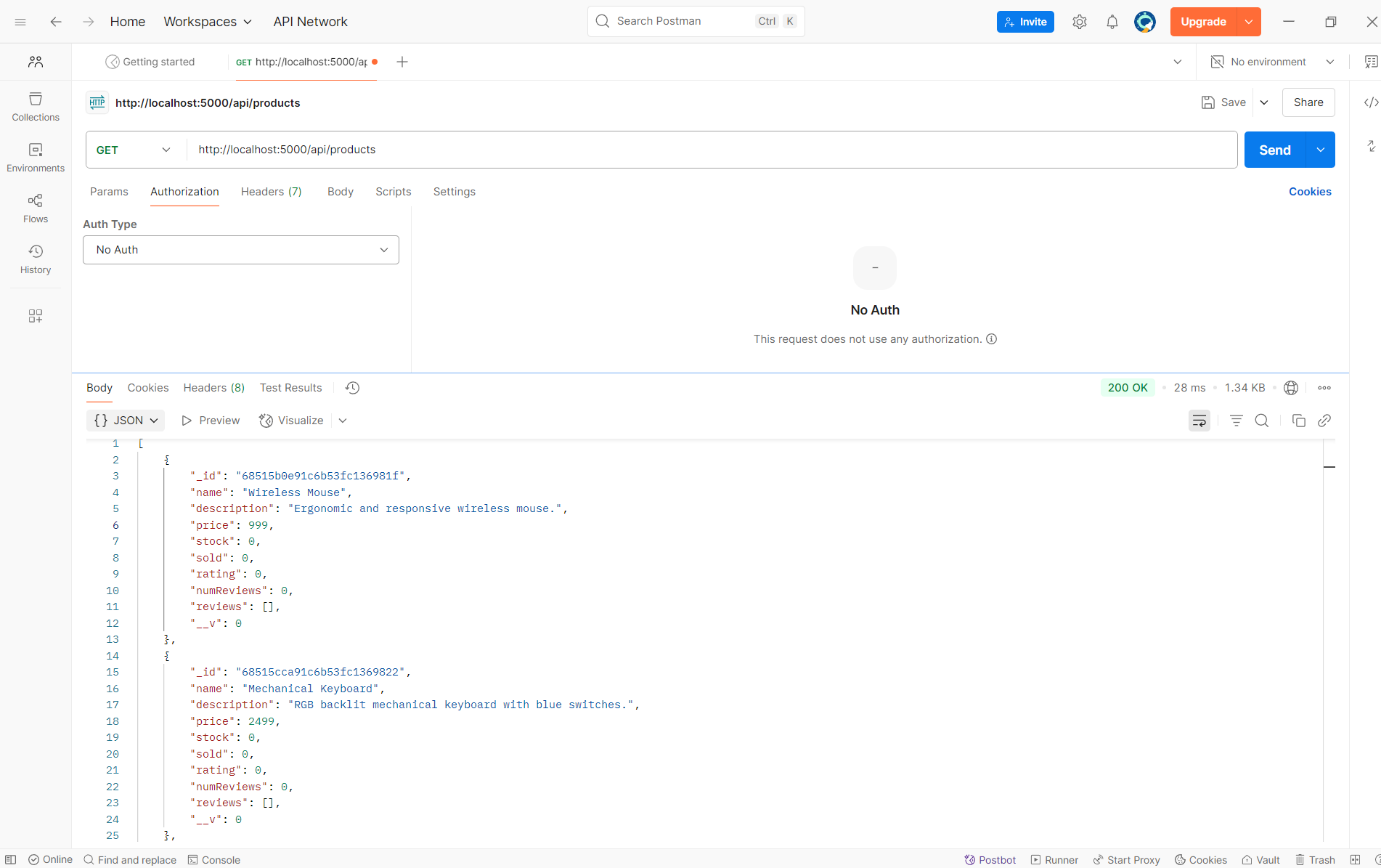 Home Workspaces API Network Search Postman Ctrl K Invite Upgrade
Getting started GET http://localhost:5000/ap No environment
HTTP http://localhost:5000/api/products Save Share
Collections
GET http://localhost:5000/api/products Send
Environments
Params Authorization Headers (7) Body Scripts Settings Cookies
Flows
Auth Type
No Auth
History
No Auth
This request does not use any authorization.
Body Cookies Headers (8) Test Results 200 OK • 28 ms • 1.34 KB •
{} JSON Preview Visualize
1 [
2 {
3 "_id": "68515b0e91c6b53fc136981f",
4 "name": "Wireless Mouse",
5 "description": "Ergonomic and responsive wireless mouse.",
6 "price": 999,
7 "stock": 0,
8 "sold": 0,
9 "rating": 0,
10 "numReviews": 0,
11 "reviews": [],
12 "__v": 0
13 },
14 {
15 "_id": "68515cca91c6b53fc1369822",
16 "name": "Mechanical Keyboard",
17 "description": "RGB backlit mechanical keyboard with blue switches.",
18 "price": 2499,
19 "stock": 0,
20 "sold": 0,
21 "rating": 0,
22 "numReviews": 0,
23 "reviews": [],
24 "__v": 0
25 },
Online Find and replace Console Postbot Runner Start Proxy Cookies Vault Trash